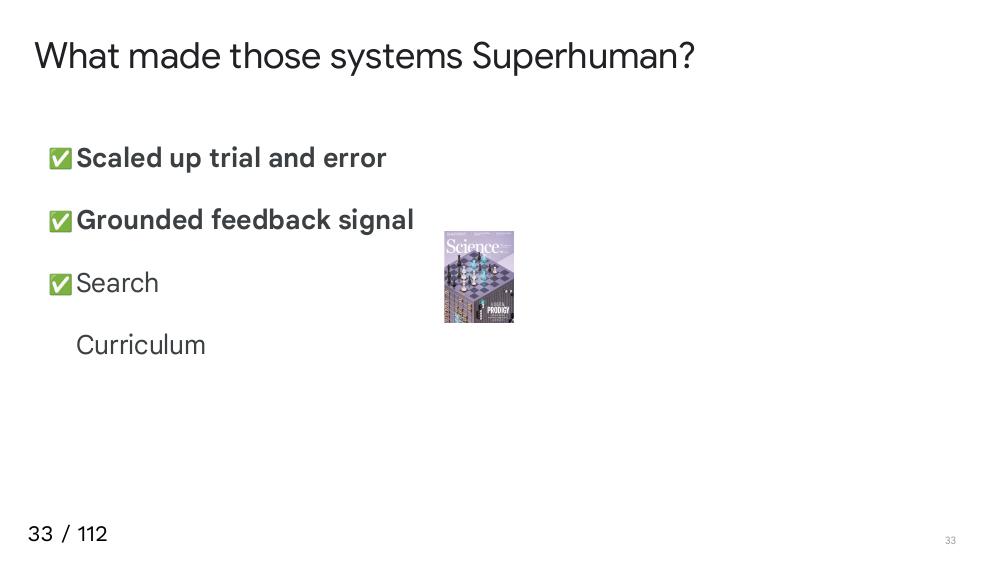 What made those systems Superhuman?
✅ Scaled up trial and error
✅ Grounded feedback signal
Science
✅ Search
PRODIGY
Curriculum
33 / 112
33